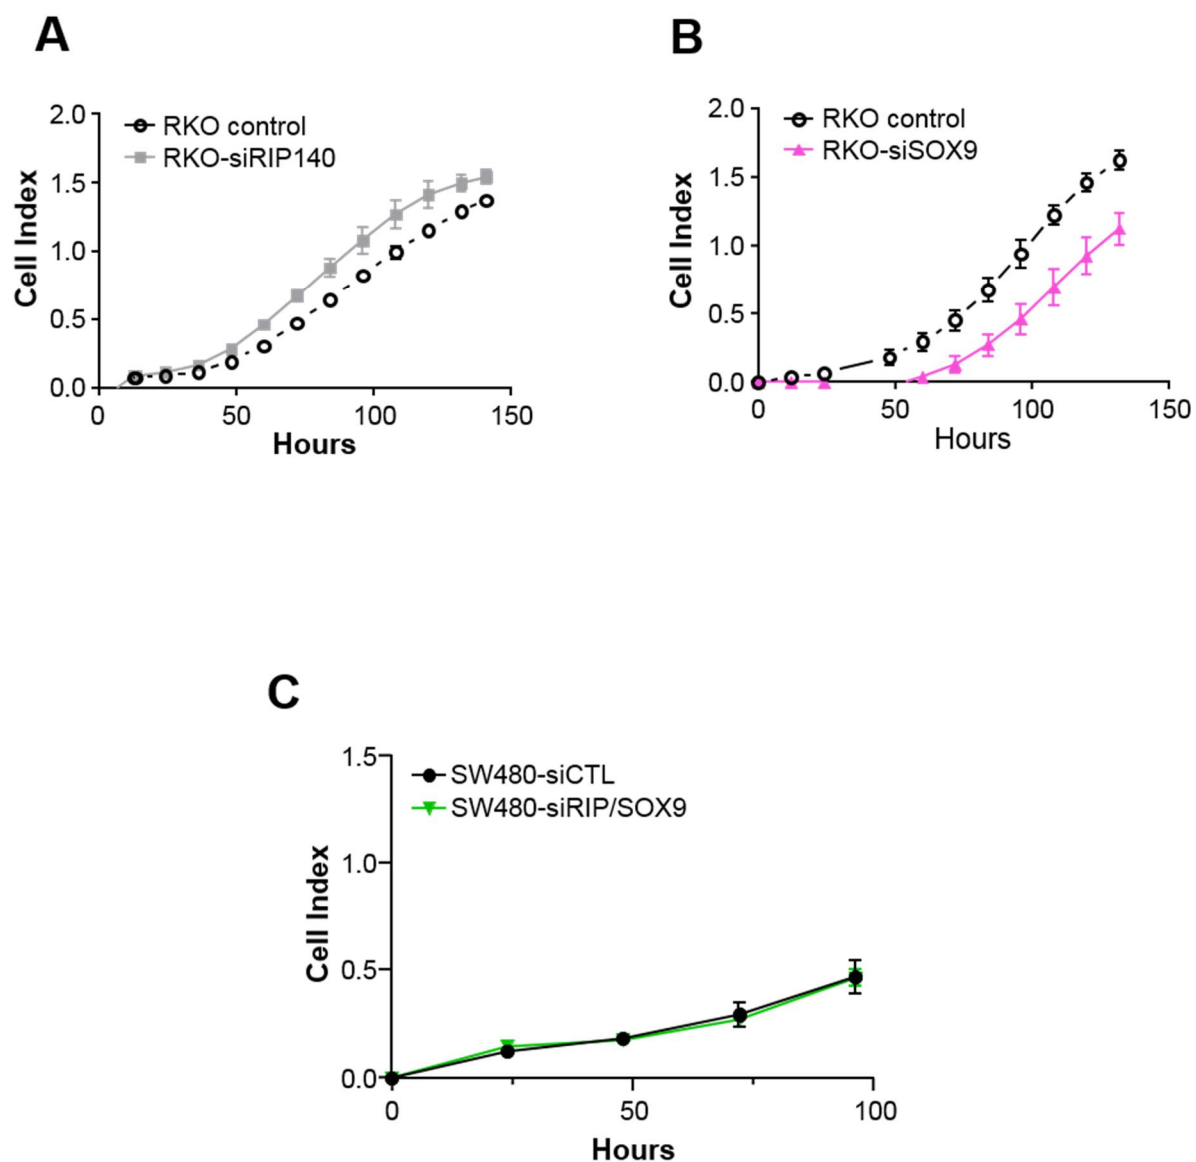 A
B
2.0
1.5
1.0
0.5
0.0
Cell Index
RKO control
RKO-siRIP140
0
50
100
150
Hours
2.0
1.5
1.0
0.5
0.0
Cell Index
RKO control
RKO-siSOX9
0
50
100
150
Hours
C
1.5
1.0
0.5
0.0
Cell Index
SW480-siCTL
SW480-siRIP/SOX9
0
50
100
Hours